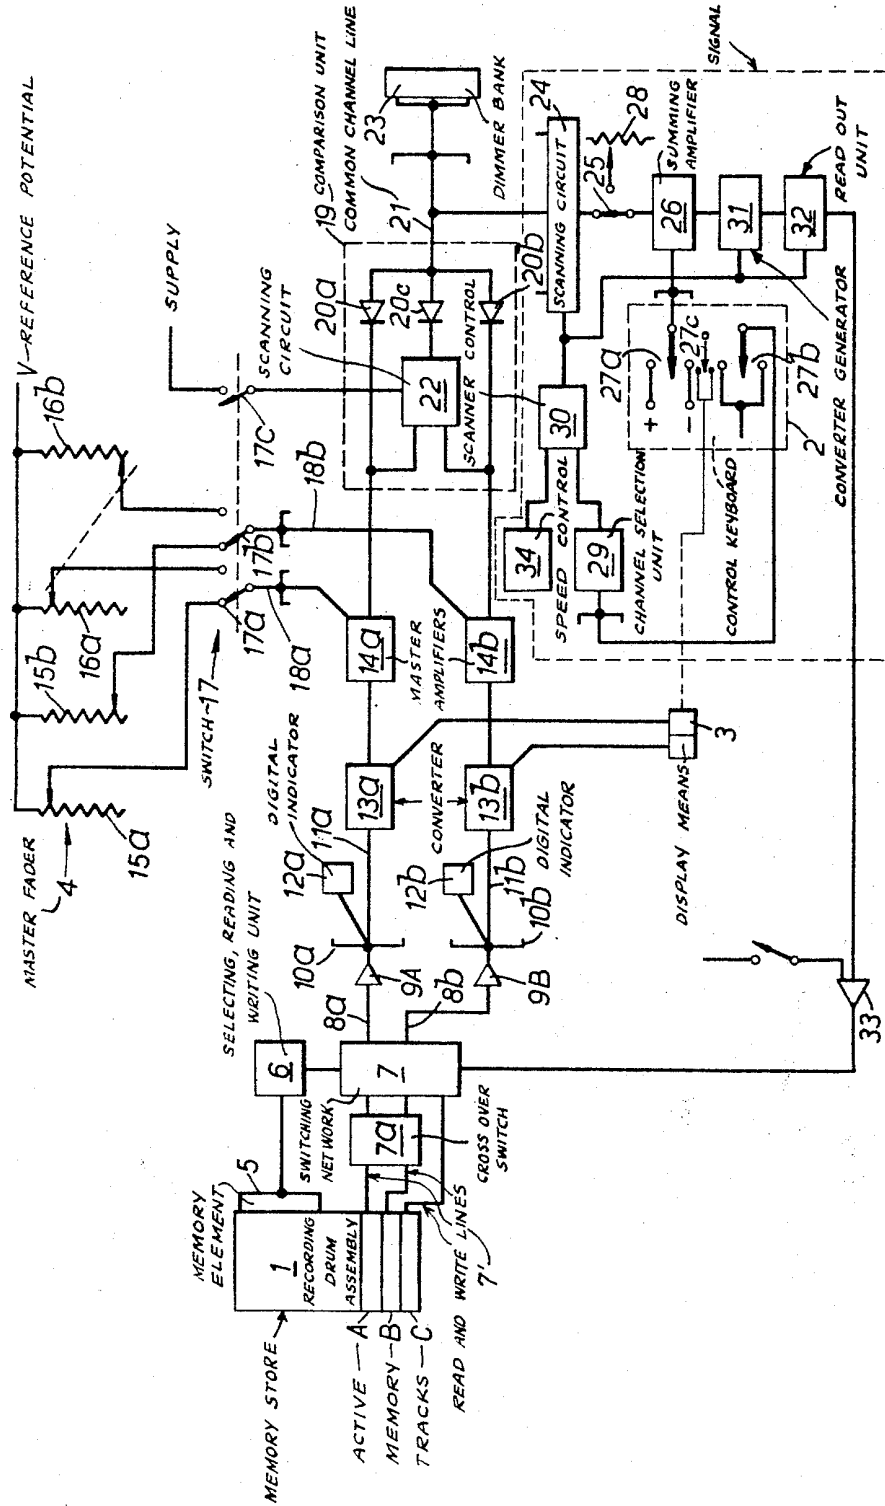 MASTER FADER
4
15a
15b
16a
16b
V-REFERENCE POTENTIAL
SWITCH-17
17a
17b
17c
18a
18b
SUPPLY
SCANNING
CIRCUIT
SELECTING, READING AND
WRITING UNIT
6
MEMORY
ELEMENT
5
MEMORY STORE
1
RECORDING
DRUM
ASSEMBLY
ACTIVE — A
MEMORY — B
TRACKS — C
READ AND WRITE LINES
7'
SWITCHING
NETWORK
7
7a
CROSS OVER
SWITCH
8a
8b
9A
9B
10a
10b
11a
11b
12a
12b
DIGITAL
INDICATOR
DIGITAL
INDICATOR
13a
13b
CONVERTER
14a
14b
MASTER
AMPLIFIERS
19
COMPARISON UNIT
COMMON CHANNEL LINE
20a
20c
20b
21
22
SCANNER CONTROL
23
DIMMER BANK
24
SCANNING CIRCUIT
SIGNAL
25
28
26
SUMMING
AMPLIFIER
31
32
READ OUT
UNIT
CONVERTER GENERATOR
27a
27c
27b
+
-
2
CONTROL KEYBOARD
30
34
SPEED CONTROL
29
CHANNEL SELECTION
UNIT
DISPLAY MEANS
3
33